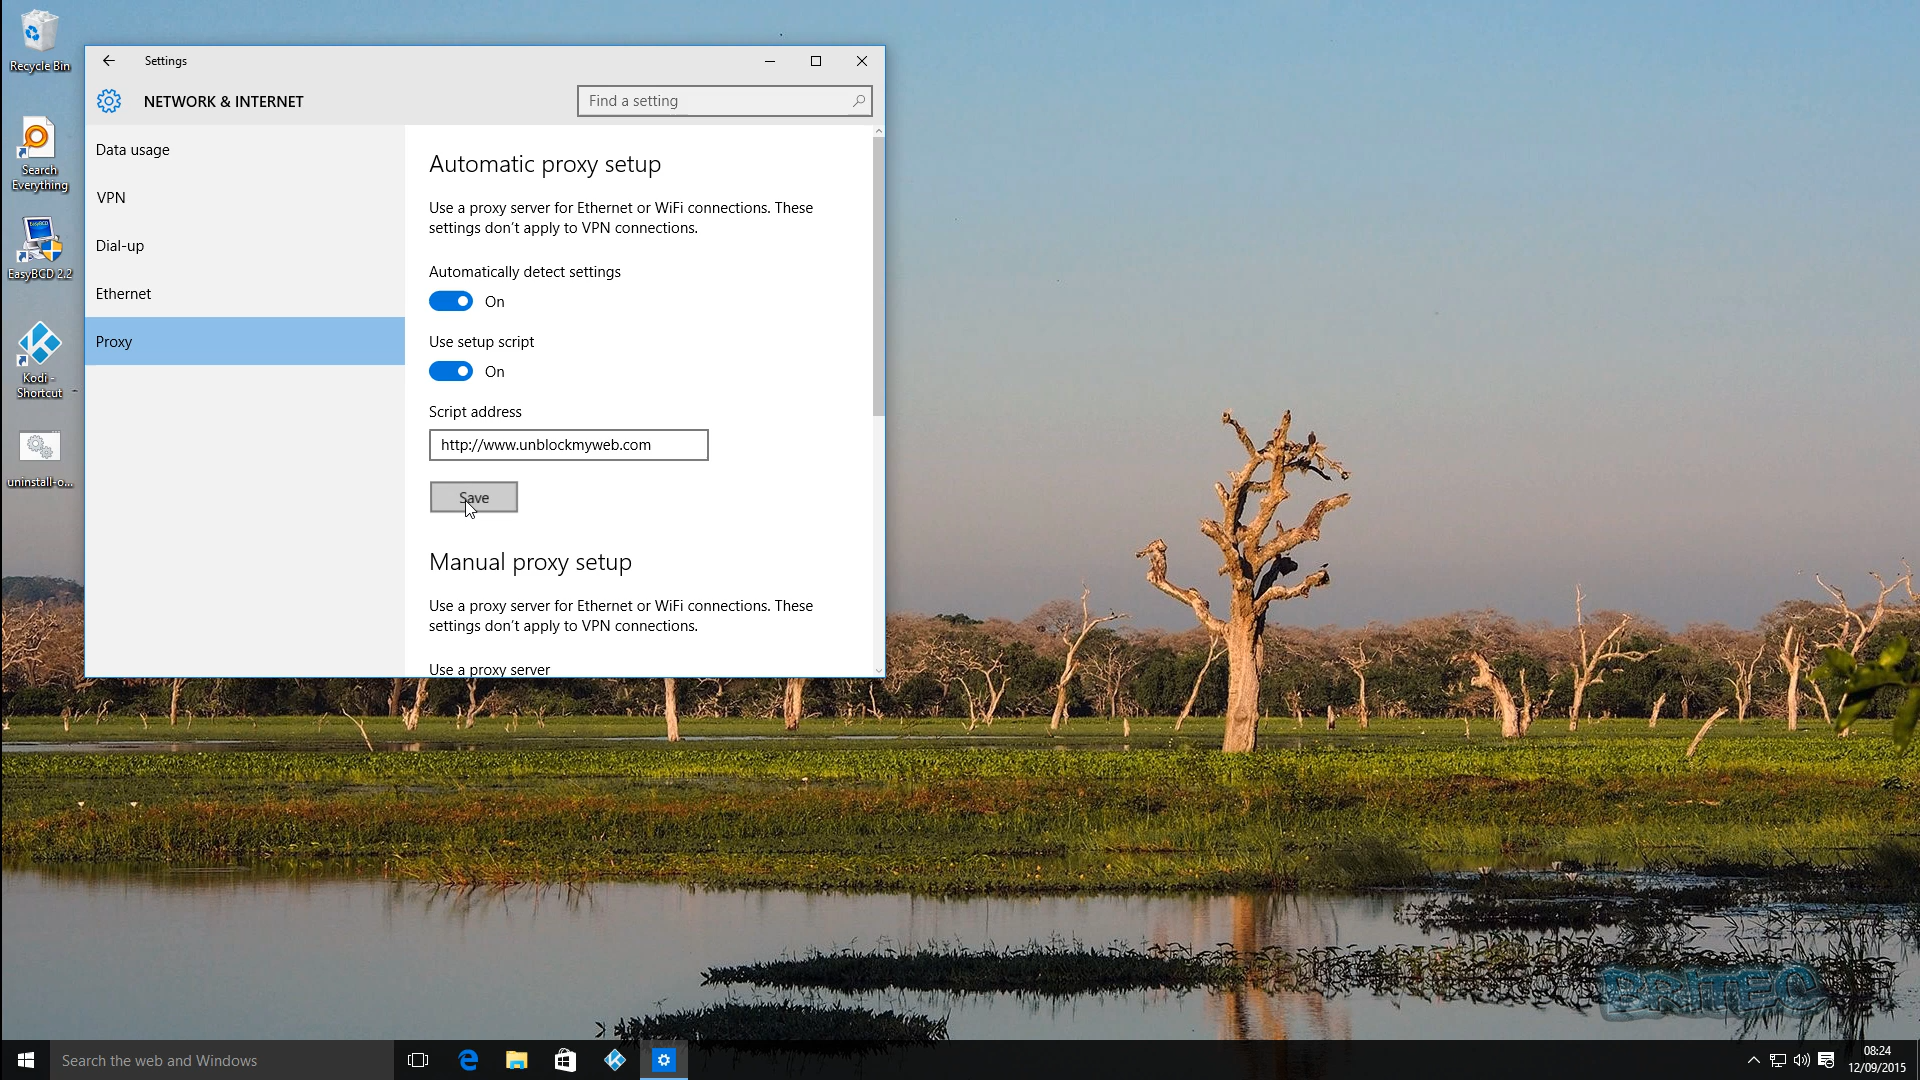 Recycle Bin
Search
Everything
EasyBCD 2.2
Kodi -
Shortcut
uninstall-o...
Settings
NETWORK & INTERNET
Find a setting
Data usage
VPN
Dial-up
Ethernet
Proxy
Automatic proxy setup
Use a proxy server for Ethernet or WiFi connections. These
settings don't apply to VPN connections.
Automatically detect settings
On
Use setup script
On
Script address
http://www.unblockmyweb.com
Save
Manual proxy setup
Use a proxy server for Ethernet or WiFi connections. These
settings don't apply to VPN connections.
Use a proxy server
BRITEC
Search the web and Windows
08:24
12/09/2015